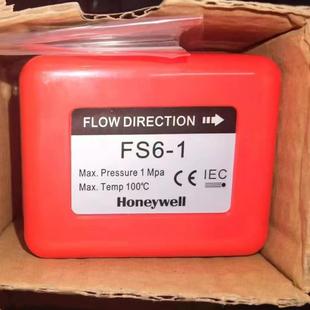 FLOW DIRECTION
FS6-1
Max. Pressure 1 Mpa
Max. Temp 100℃
CE IEC
Honeywell